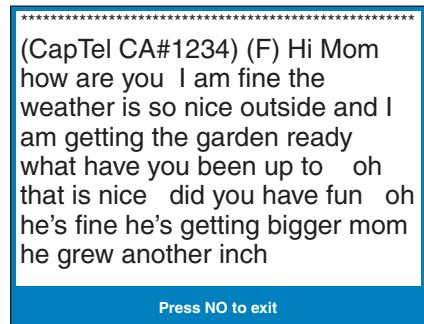 ******************************************************
(CapTel CA#1234) (F) Hi Mom
how are you  I am fine the
weather is so nice outside and I
am getting the garden ready
what have you been up to    oh
that is nice   did you have fun   oh
he's fine he's getting bigger mom
he grew another inch
Press NO to exit